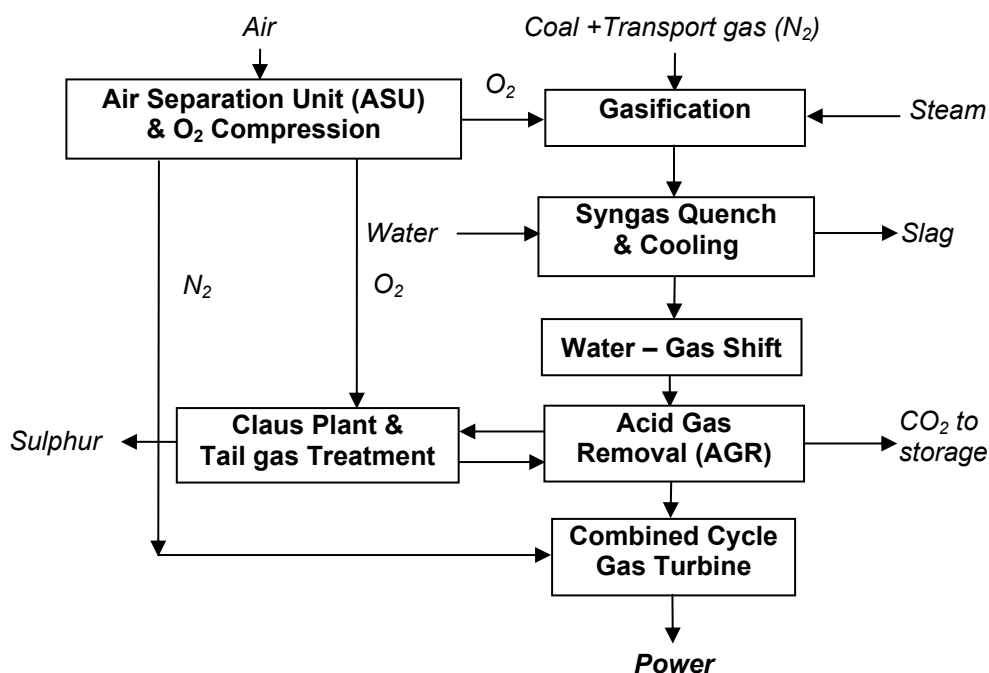 Air
Coal +Transport gas (N₂)
Air Separation Unit (ASU)
& O₂ Compression
O₂
Gasification
Steam
Water
Syngas Quench
& Cooling
Slag
N₂
O₂
Water – Gas Shift
Sulphur
Claus Plant &
Tail gas Treatment
Acid Gas
Removal (AGR)
CO₂ to
storage
Combined Cycle
Gas Turbine
Power